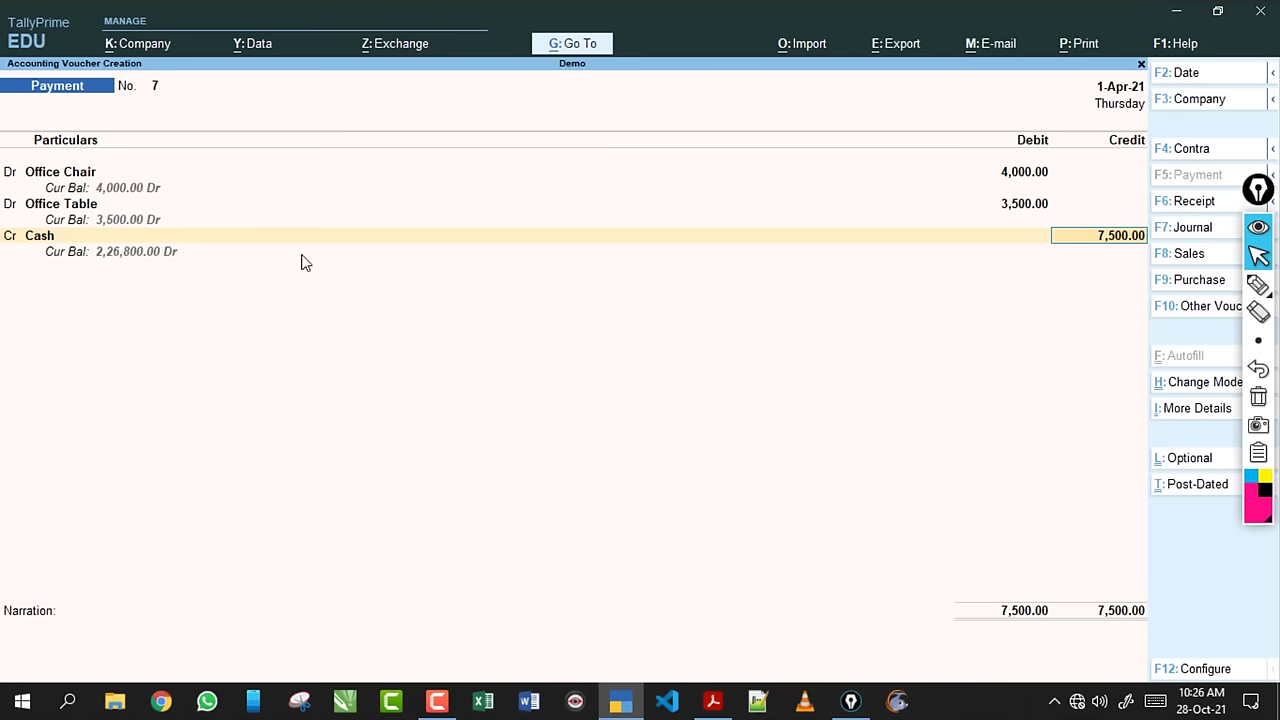 TallyPrime
EDU
MANAGE
K: Company
Y: Data
Z: Exchange
G: Go To
O: Import
E: Export
M: E-mail
P: Print
F1: Help
Accounting Voucher Creation
Demo
Payment No. 7
1-Apr-21
Thursday
Particulars Debit Credit
Dr Office Chair 4,000.00
Cur Bal: 4,000.00 Dr
Dr Office Table 3,500.00
Cur Bal: 3,500.00 Dr
Cr Cash 7,500.00
Cur Bal: 2,26,800.00 Dr
Narration: 7,500.00 7,500.00
F2: Date
F3: Company
F4: Contra
F5: Payment
F6: Receipt
F7: Journal
F8: Sales
F9: Purchase
F10: Other Vouc
F: Autofill
H: Change Mode
I: More Details
L: Optional
T: Post-Dated
F12: Configure
10:26 AM
28-Oct-21